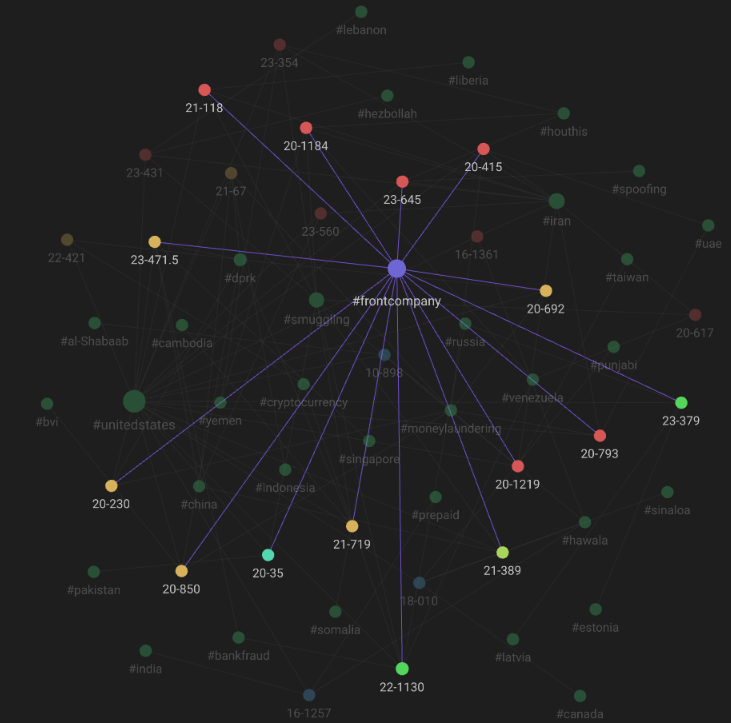 #lebanon
23-354
#liberia
21-118
#hezbollah
#houthis
20-1184
20-415
23-431
21-67
#spoofing
23-645
#iran
23-560
16-1361
#uae
22-421
23-471.5
#dprk
#taiwan
#frontcompany
20-692
#smuggling
20-617
#al-Shabaab
#cambodia
#russia
#punjabi
10-898
#venezuela
#cryptocurrency
#bvi
#unitedstates
#yemen
#moneylaundering
23-379
#singapore
20-793
#indonesia
20-1219
20-230
#china
#prepaid
#sinaloa
21-719
#hawala
20-35
21-389
#pakistan
20-850
18-010
#somalia
#estonia
#india
#bankfraud
#latvia
22-1130
16-1257
#canada